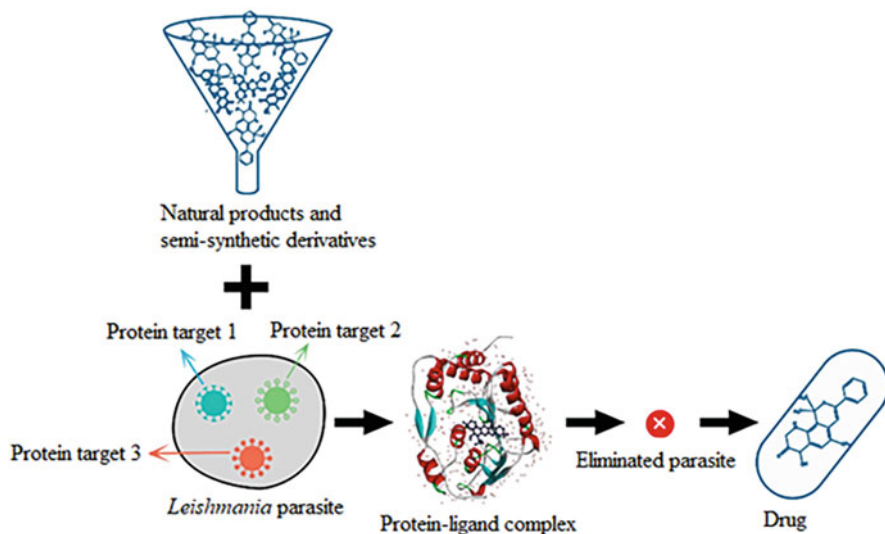 Natural products and
semi-synthetic derivatives
Protein target 1
Protein target 2
Protein target 3
Leishmania parasite
Protein-ligand complex
Eliminated parasite
Drug